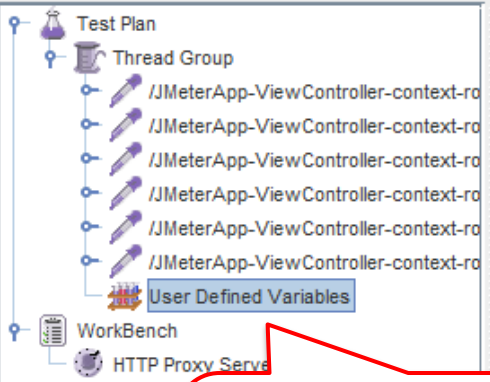 Test Plan
Thread Group
/JMeterApp-ViewController-context-ro
/JMeterApp-ViewController-context-ro
/JMeterApp-ViewController-context-ro
/JMeterApp-ViewController-context-ro
/JMeterApp-ViewController-context-ro
/JMeterApp-ViewController-context-ro
User Defined Variables
WorkBench
HTTP Proxy Serve